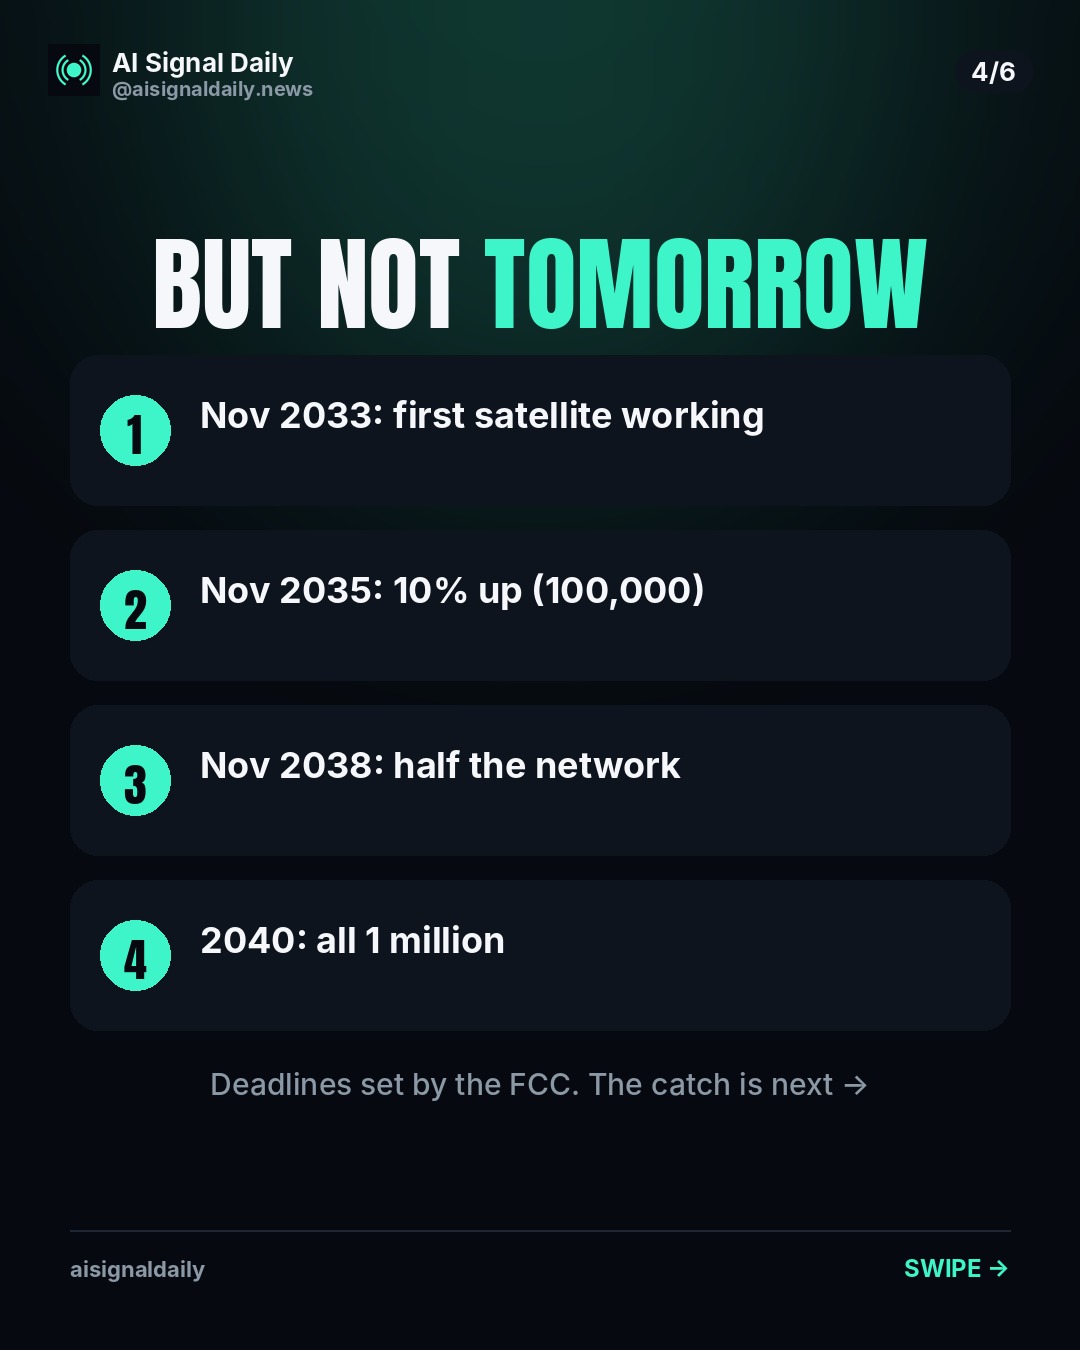 AI Signal Daily
@aisignaldaily.news
4/6
BUT NOT TOMORROW
1
Nov 2033: first satellite working
2
Nov 2035: 10% up (100,000)
3
Nov 2038: half the network
4
2040: all 1 million
Deadlines set by the FCC. The catch is next →
aisignaldaily
SWIPE →